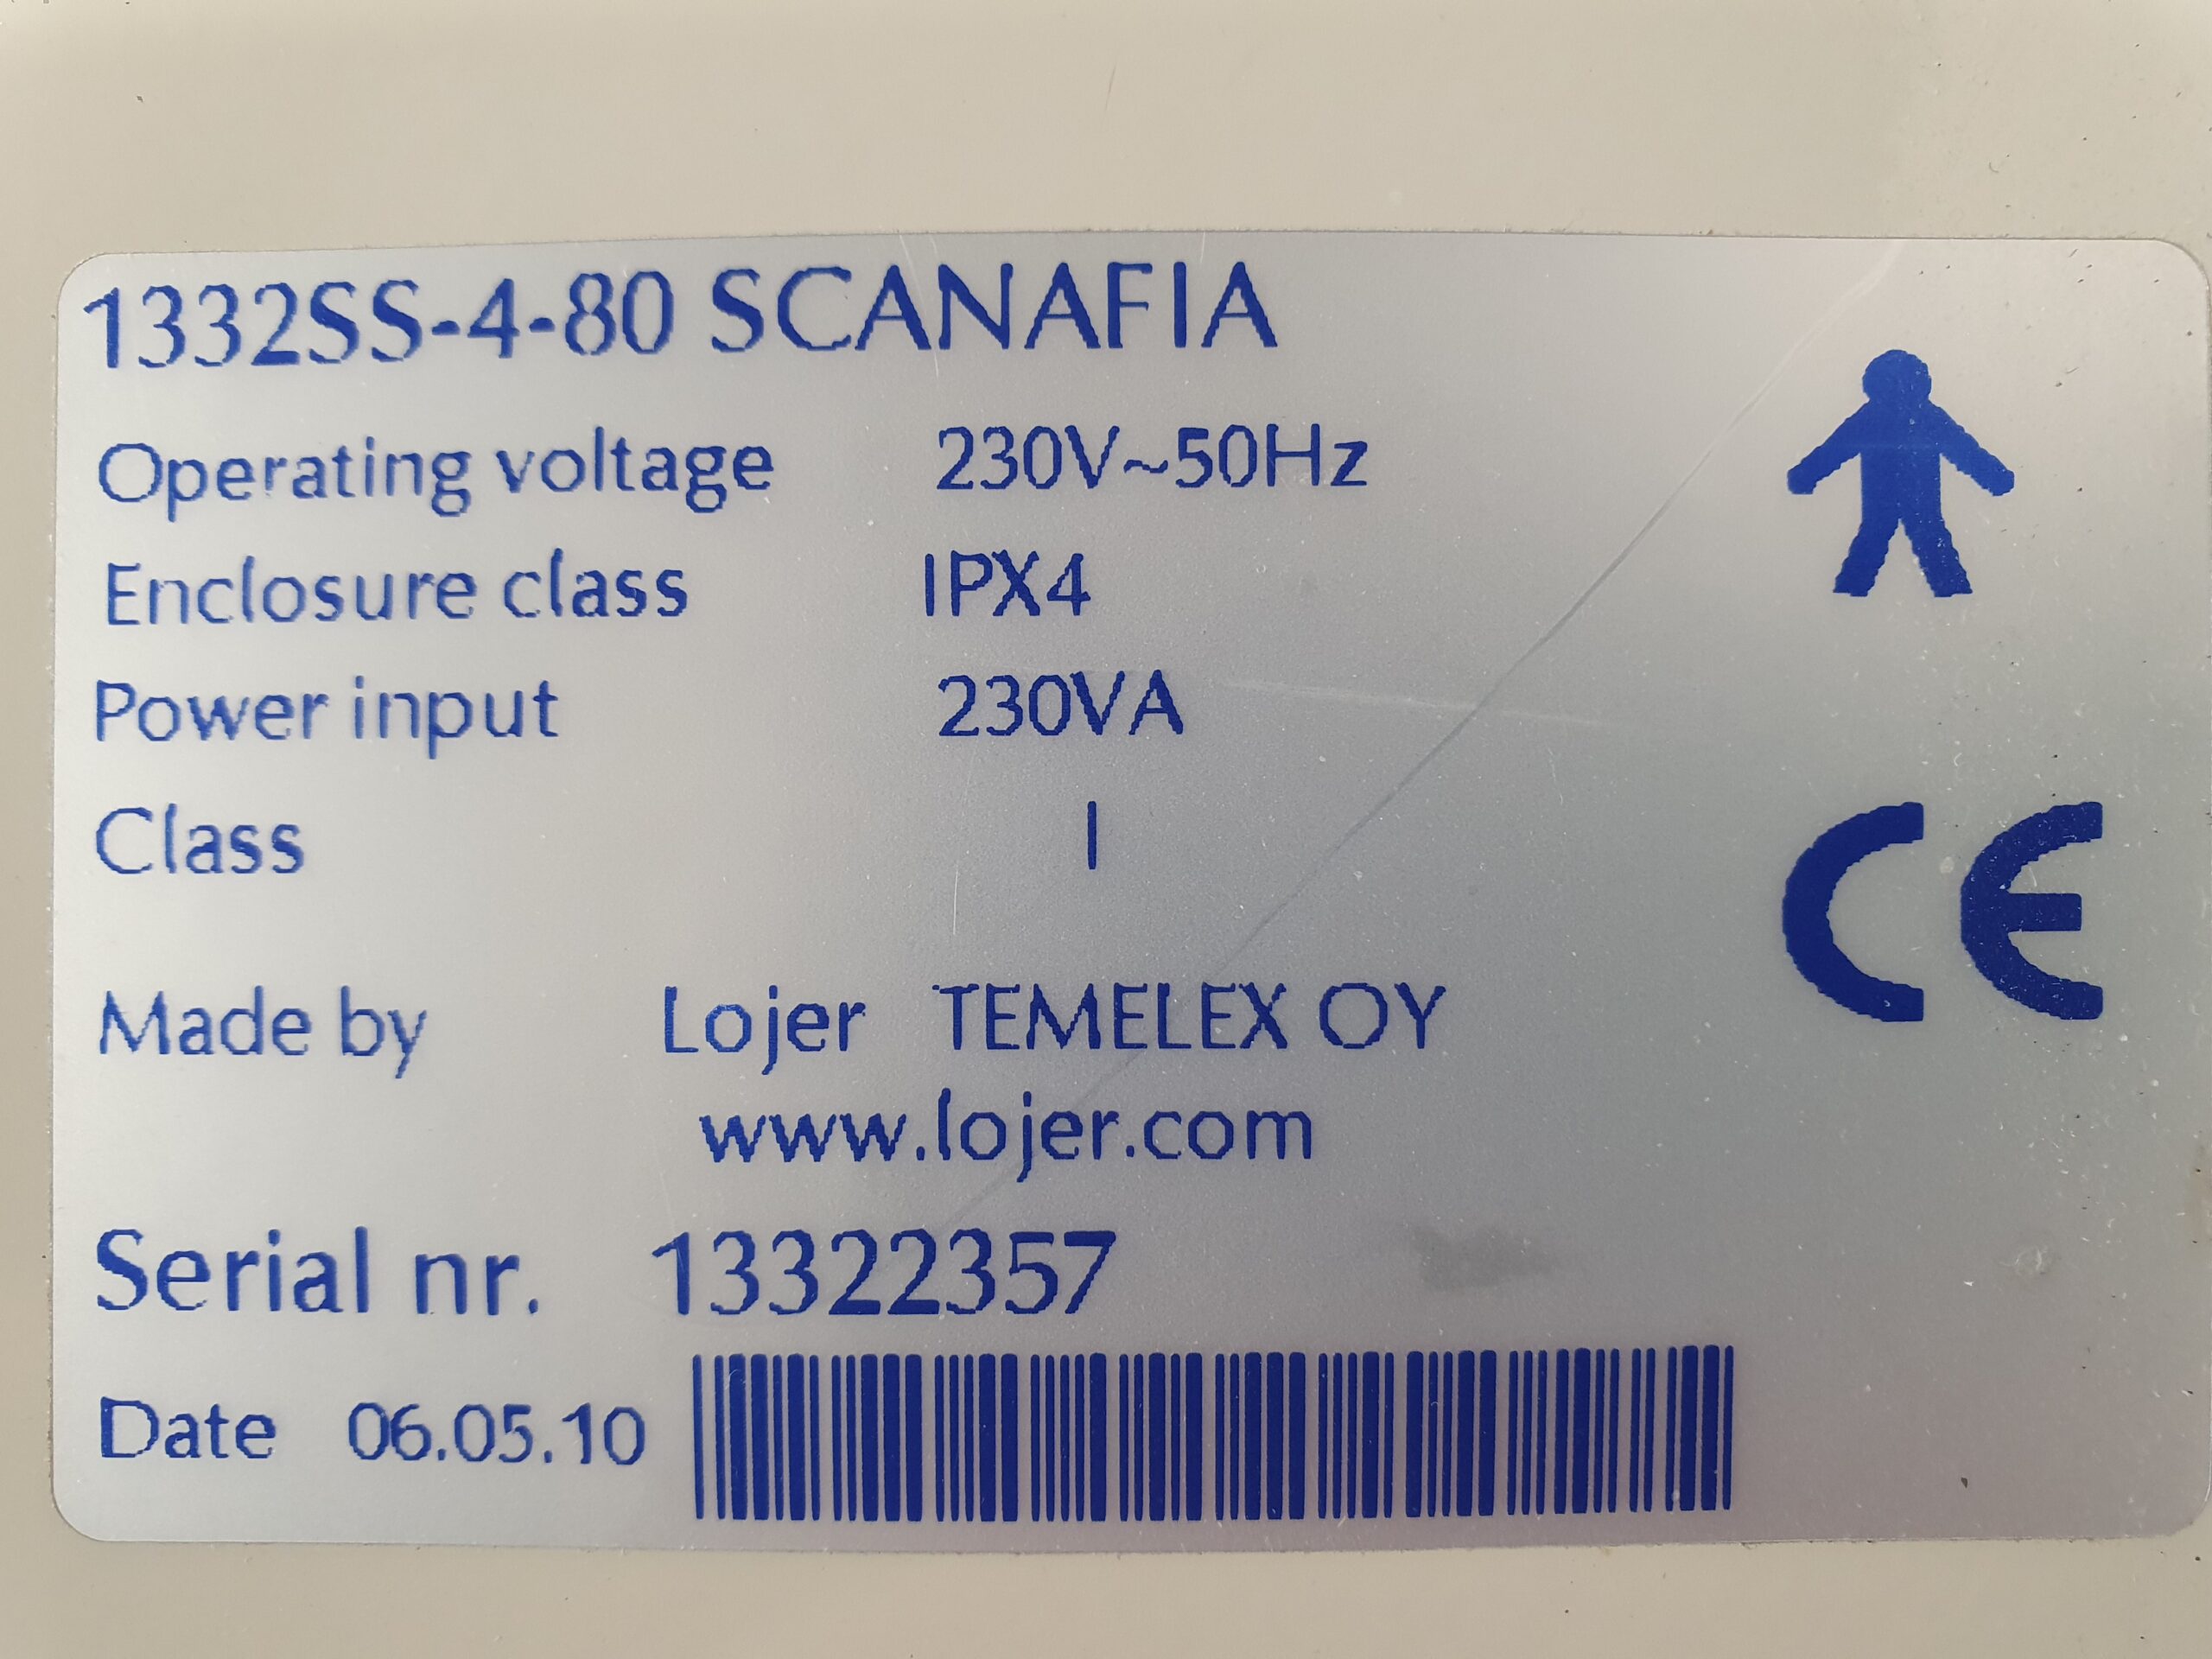 1332SS-4-80 SCANAFIA
Operating voltage 230V~50Hz
Enclosure class IPX4
Power input 230VA
Class I
CE
Made by Lojer TEMELEX OY
www.lojer.com
Serial nr. 13322357
Date 06.05.10